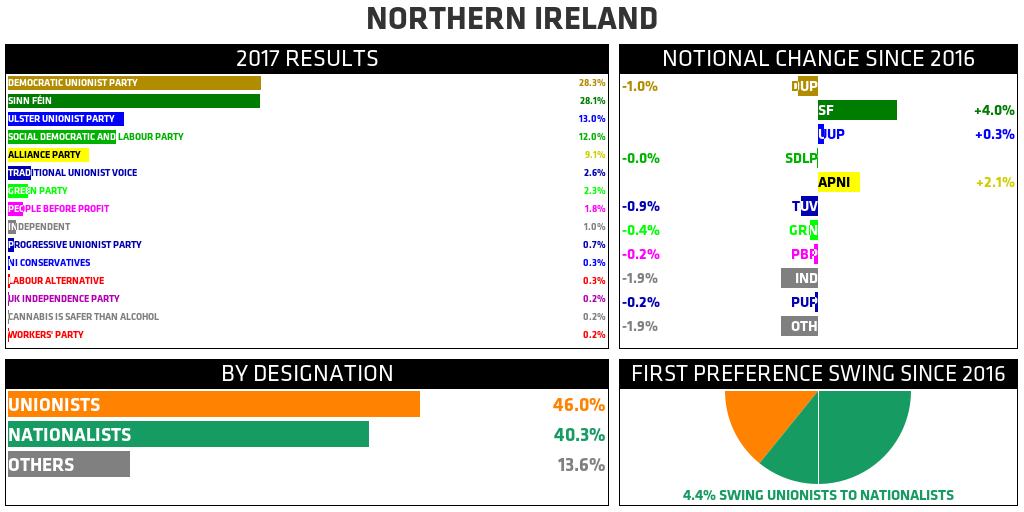 NORTHERN IRELAND
2017 RESULTS
DEMOCRATIC UNIONIST PARTY 28.3%
SINN FÉIN 28.1%
ULSTER UNIONIST PARTY 13.0%
SOCIAL DEMOCRATIC AND LABOUR PARTY 12.0%
ALLIANCE PARTY 9.1%
TRADITIONAL UNIONIST VOICE 2.6%
GREEN PARTY 2.3%
PEOPLE BEFORE PROFIT 1.8%
INDEPENDENT 1.0%
PROGRESSIVE UNIONIST PARTY 0.7%
NI CONSERVATIVES 0.3%
LABOUR ALTERNATIVE 0.3%
UK INDEPENDENCE PARTY 0.2%
CANNABIS IS SAFER THAN ALCOHOL 0.2%
WORKERS' PARTY 0.2%
NOTIONAL CHANGE SINCE 2016
-1.0% DUP
SF +4.0%
UUP +0.3%
-0.0% SDLP
APNI +2.1%
-0.9% TUV
-0.4% GRN
-0.2% PBP
-1.9% IND
-0.2% PUP
-1.9% OTH
BY DESIGNATION
UNIONISTS 46.0%
NATIONALISTS 40.3%
OTHERS 13.6%
FIRST PREFERENCE SWING SINCE 2016
4.4% SWING UNIONISTS TO NATIONALISTS